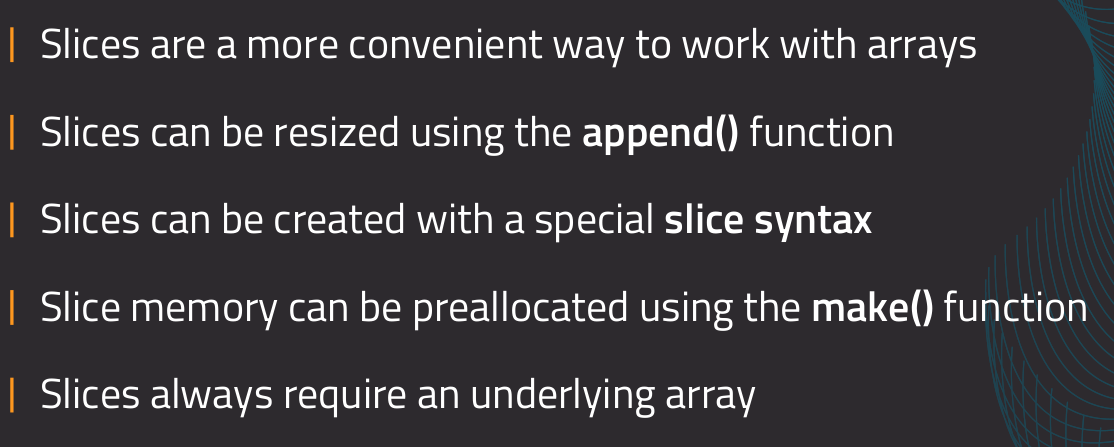 Slices are a more convenient way to work with arrays
Slices can be resized using the append() function
Slices can be created with a special slice syntax
Slice memory can be preallocated using the make() function
Slices always require an underlying array